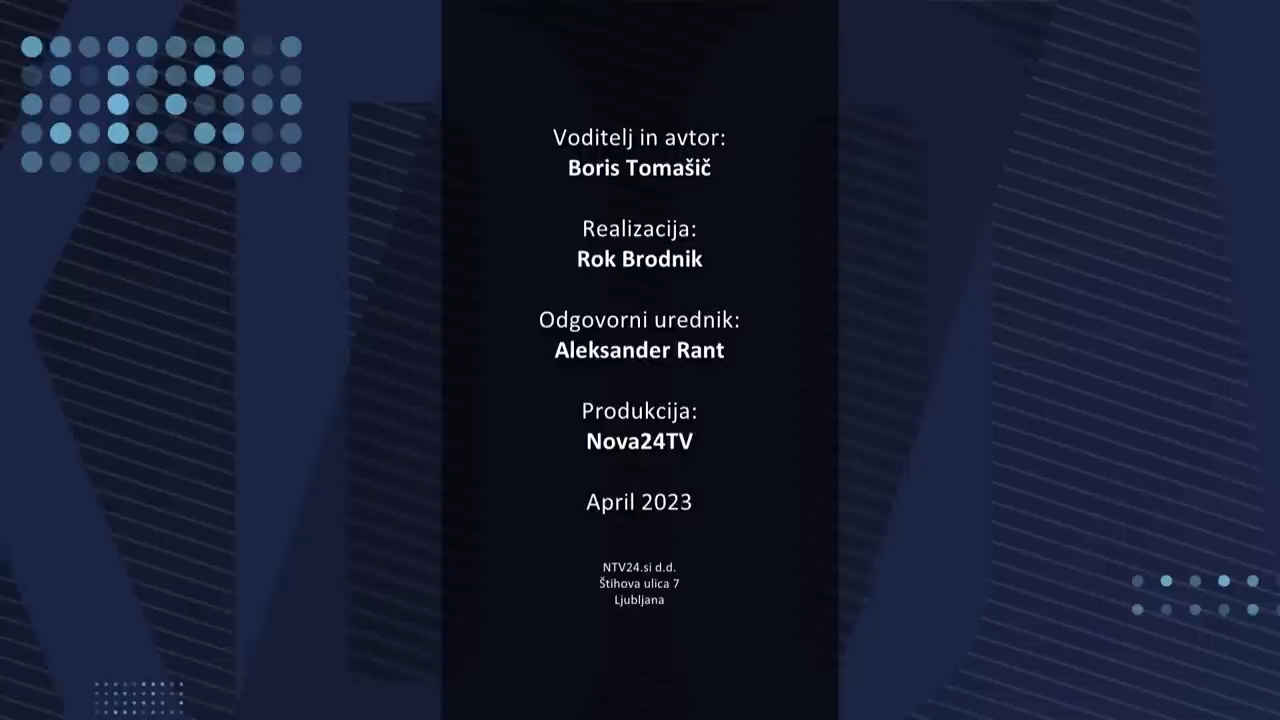 Voditelj in avtor:
Boris Tomašič
Realizacija:
Rok Brodnik
Odgovorni urednik:
Aleksander Rant
Produkcija:
Nova24TV
April 2023
NTV24.si d.d.
Štihova ulica 7
Ljubljana